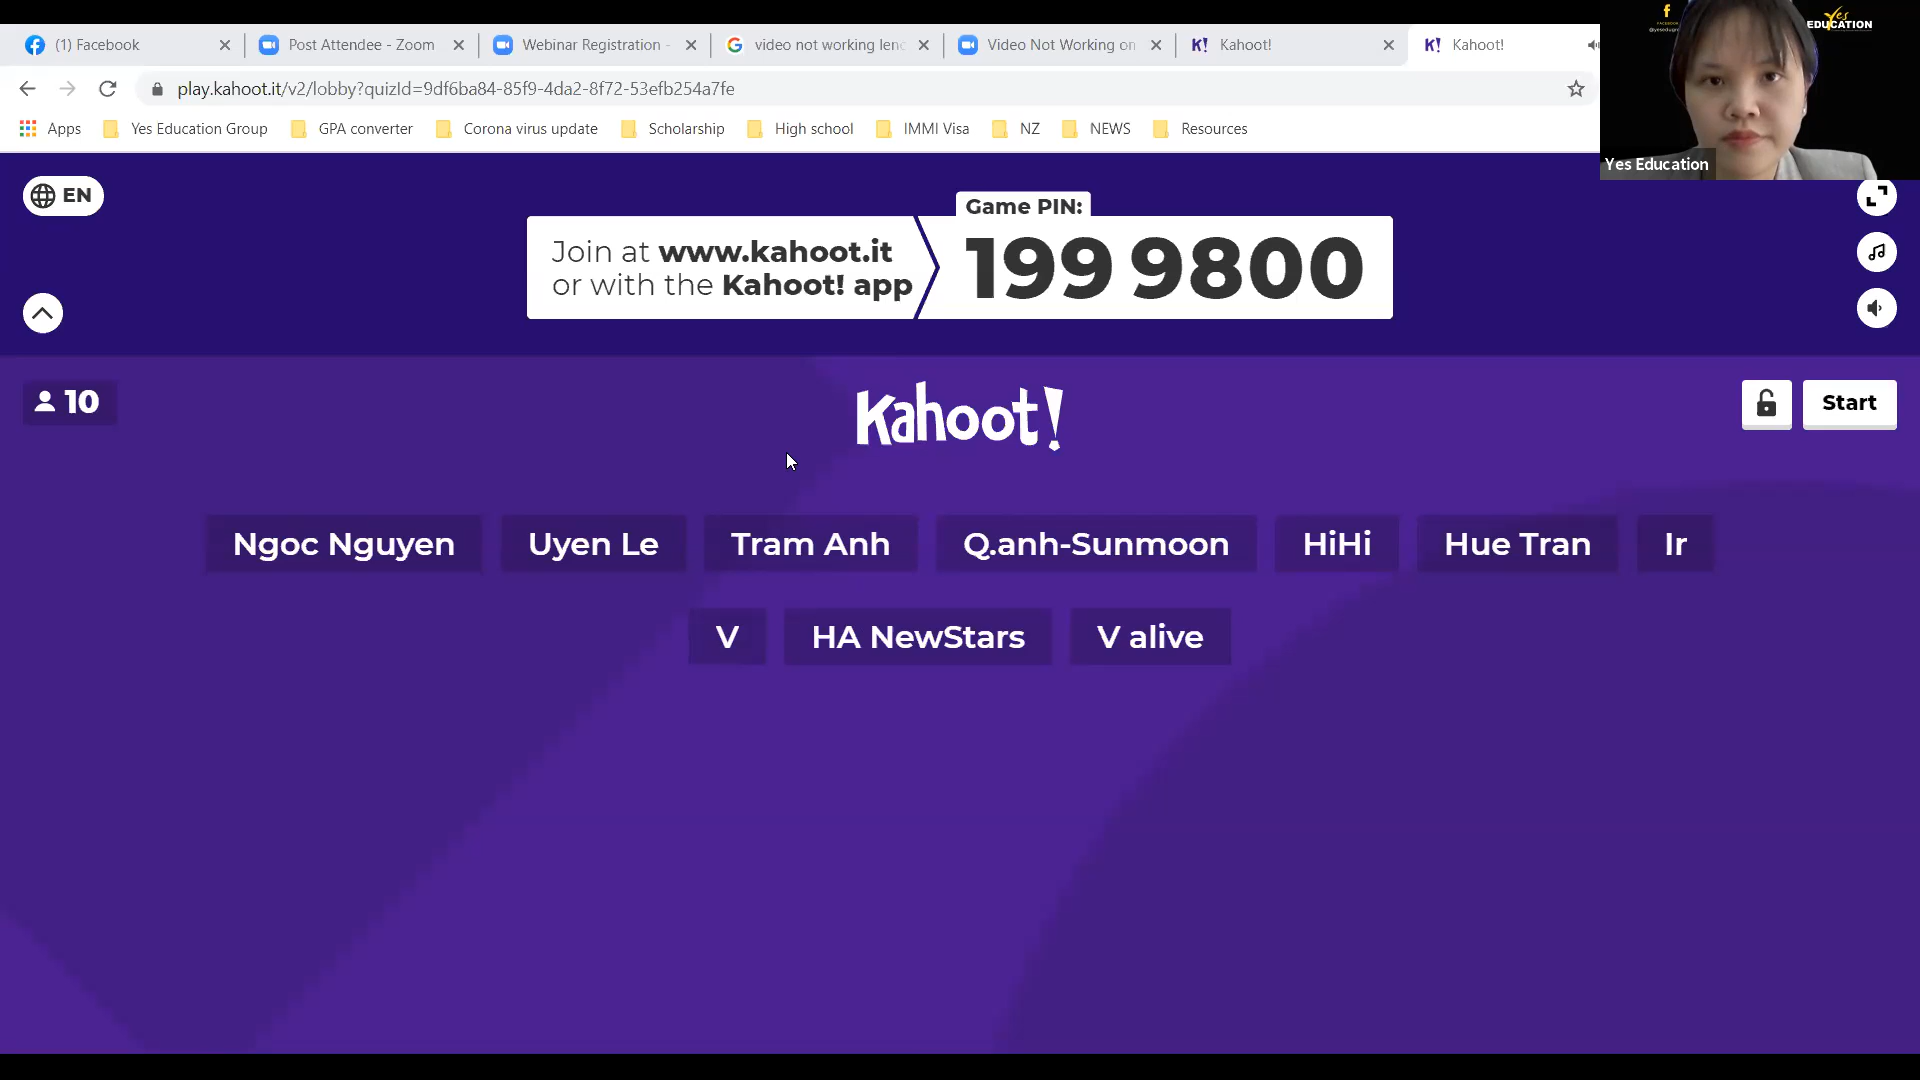 (1) Facebook
Post Attendee - Zoom
Webinar Registration -
video not working len
Video Not Working on
Kahoot!
Kahoot!
play.kahoot.it/v2/lobby?quizId=9df6ba84-85f9-4da2-8f72-53efb254a7fe
Apps
Yes Education Group
GPA converter
Corona virus update
Scholarship
High school
IMMI Visa
NZ
NEWS
Resources
Yes
EDUCATION
Yes Education
EN
Game PIN:
Join at www.kahoot.it
or with the Kahoot! app
199 9800
10
Kahoot!
Start
Ngoc Nguyen
Uyen Le
Tram Anh
Q.anh-Sunmoon
HiHi
Hue Tran
Ir
V
HA NewStars
V alive